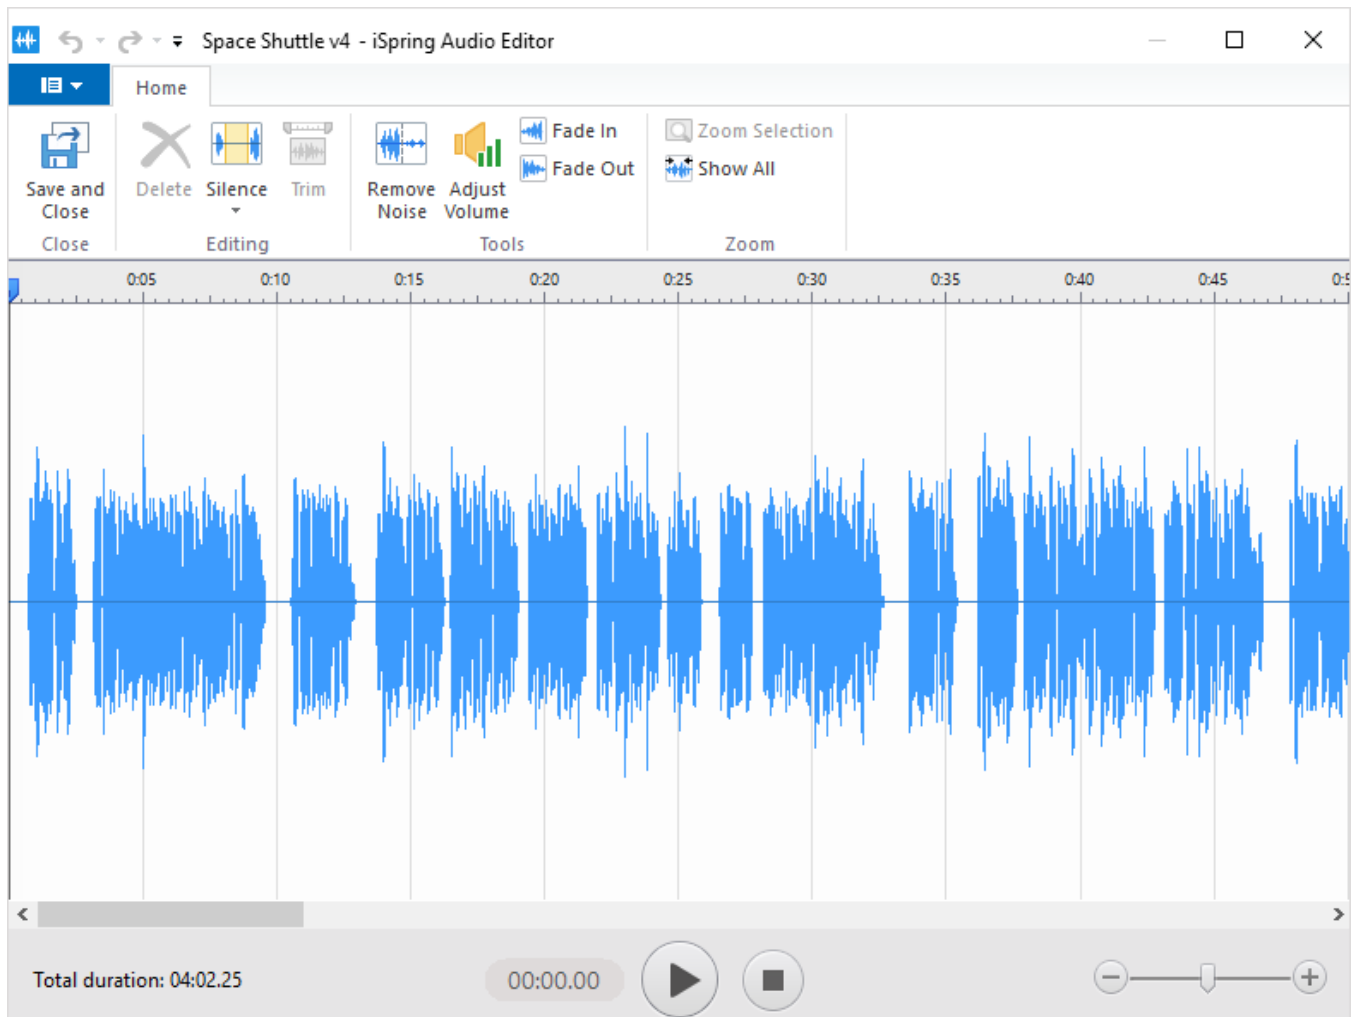 Space Shuttle v4 - iSpring Audio Editor
Home
Save and Close
Delete
Silence
Trim
Remove Noise
Adjust Volume
Fade In
Fade Out
Zoom Selection
Show All
Close
Editing
Tools
Zoom
0:05 0:10 0:15 0:20 0:25 0:30 0:35 0:40 0:45
Total duration: 04:02.25
00:00.00